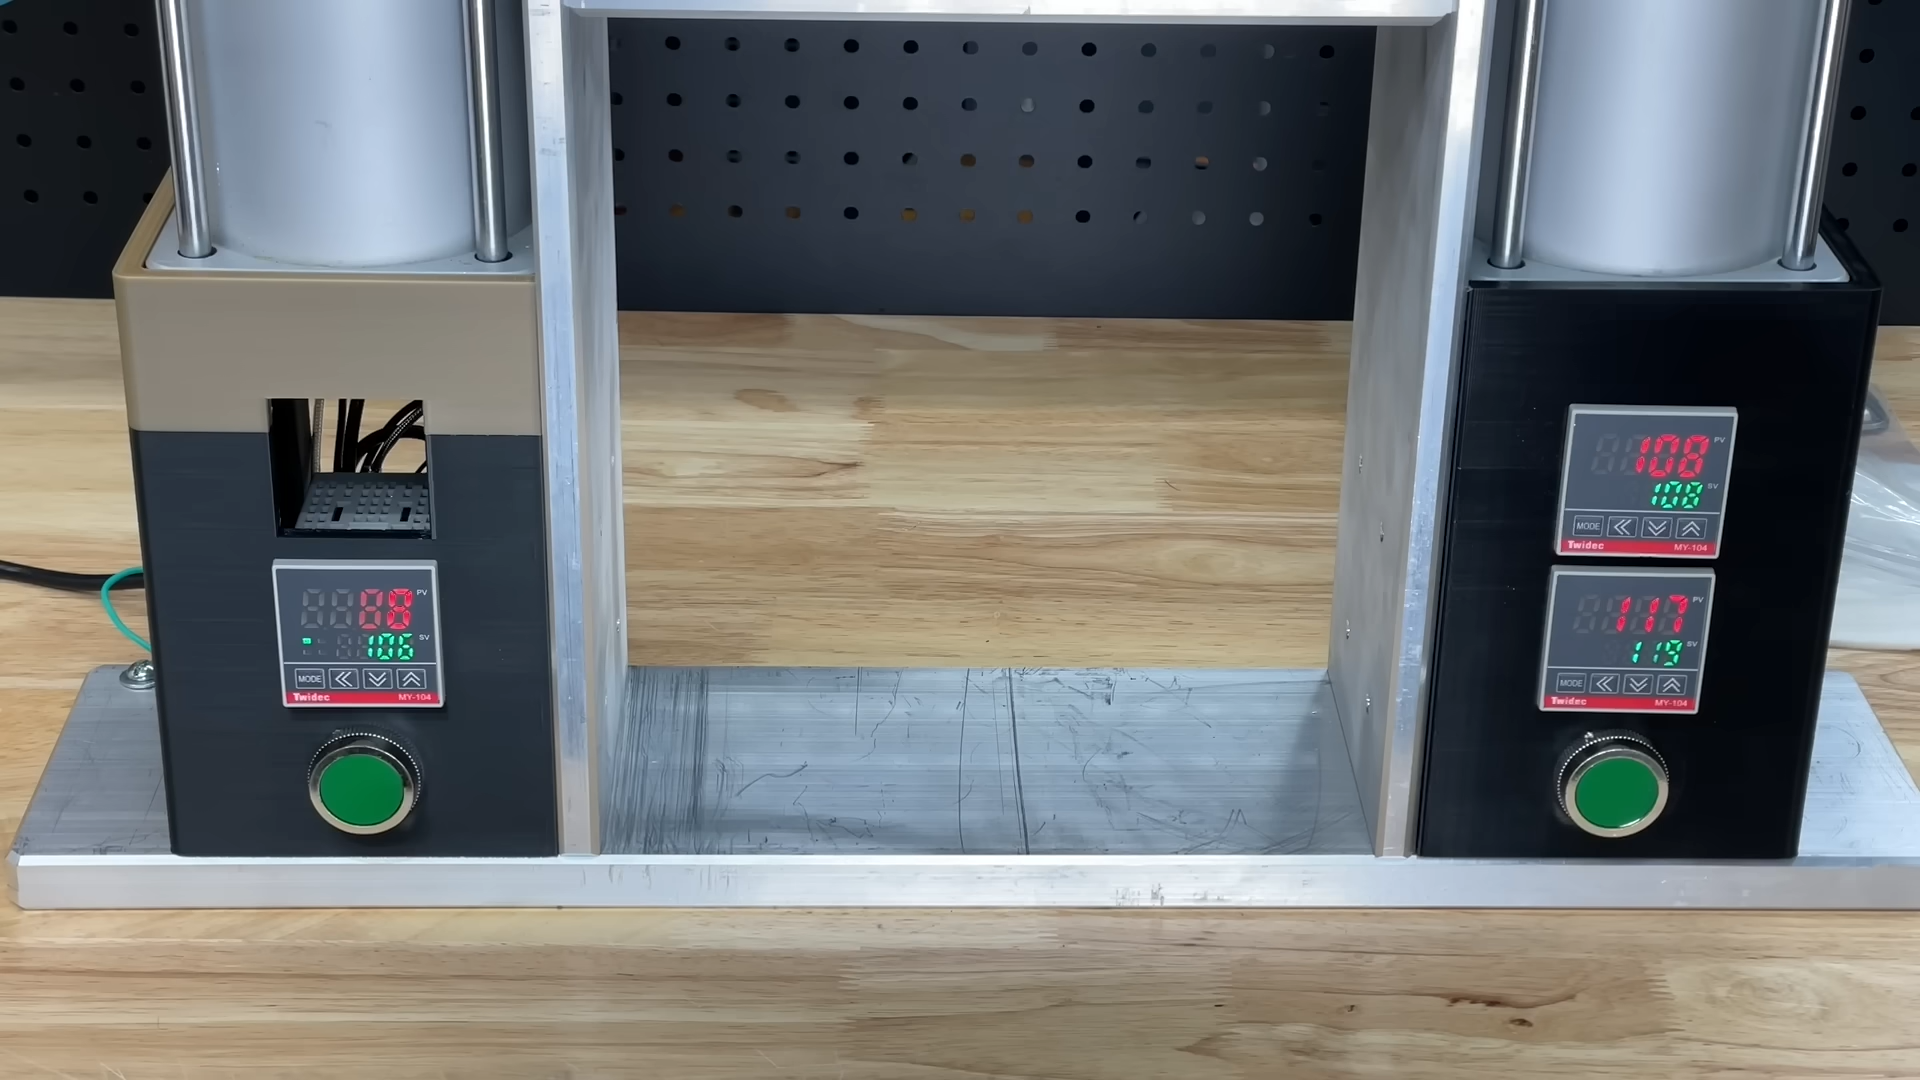 88 PV
106 SV
MODE
Twidec MY-104
108 PV
108 SV
MODE
Twidec MY-104
117 PV
119 SV
MODE
Twidec MY-104